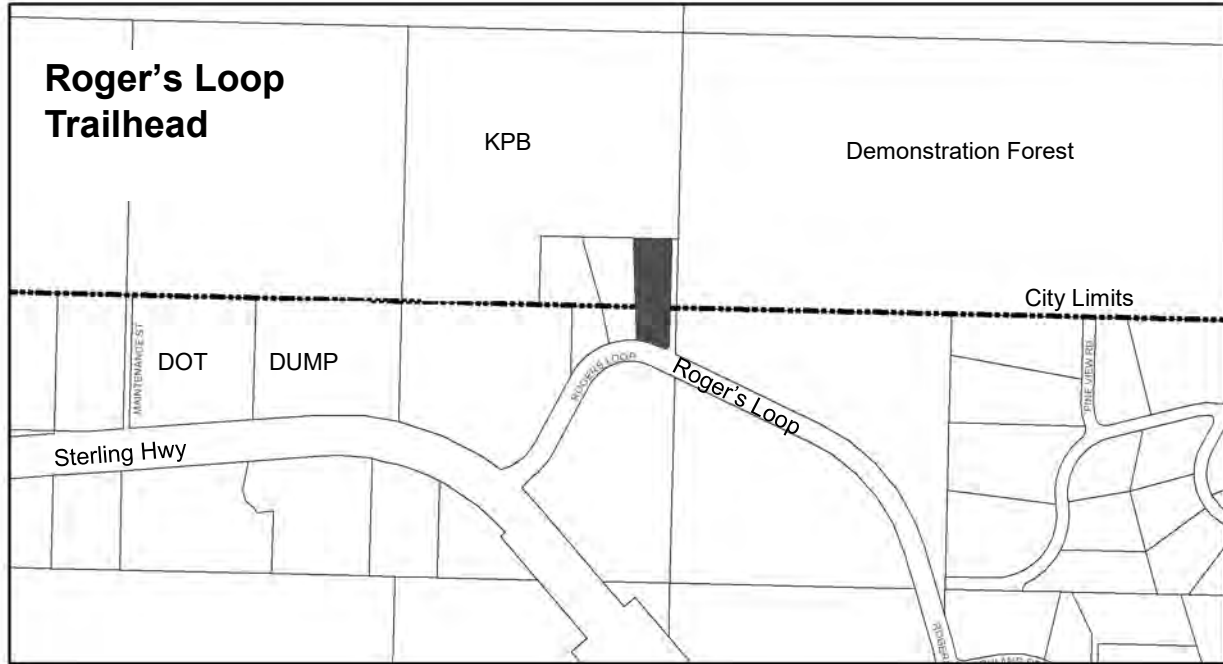 Roger’s Loop
Trailhead
KPB
Demonstration Forest
City Limits
MAINTENANCE ST
DOT
DUMP
PINE VIEW RD
ROGERS LOOP
Roger’s Loop
Sterling Hwy